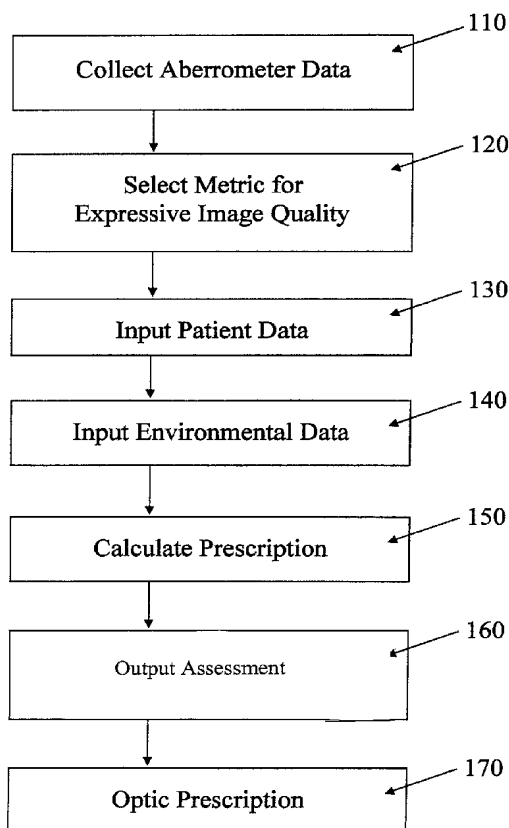 110
Collect Aberrometer Data
120
Select Metric for
Expressive Image Quality
130
Input Patient Data
140
Input Environmental Data
150
Calculate Prescription
160
Output Assessment
170
Optic Prescription